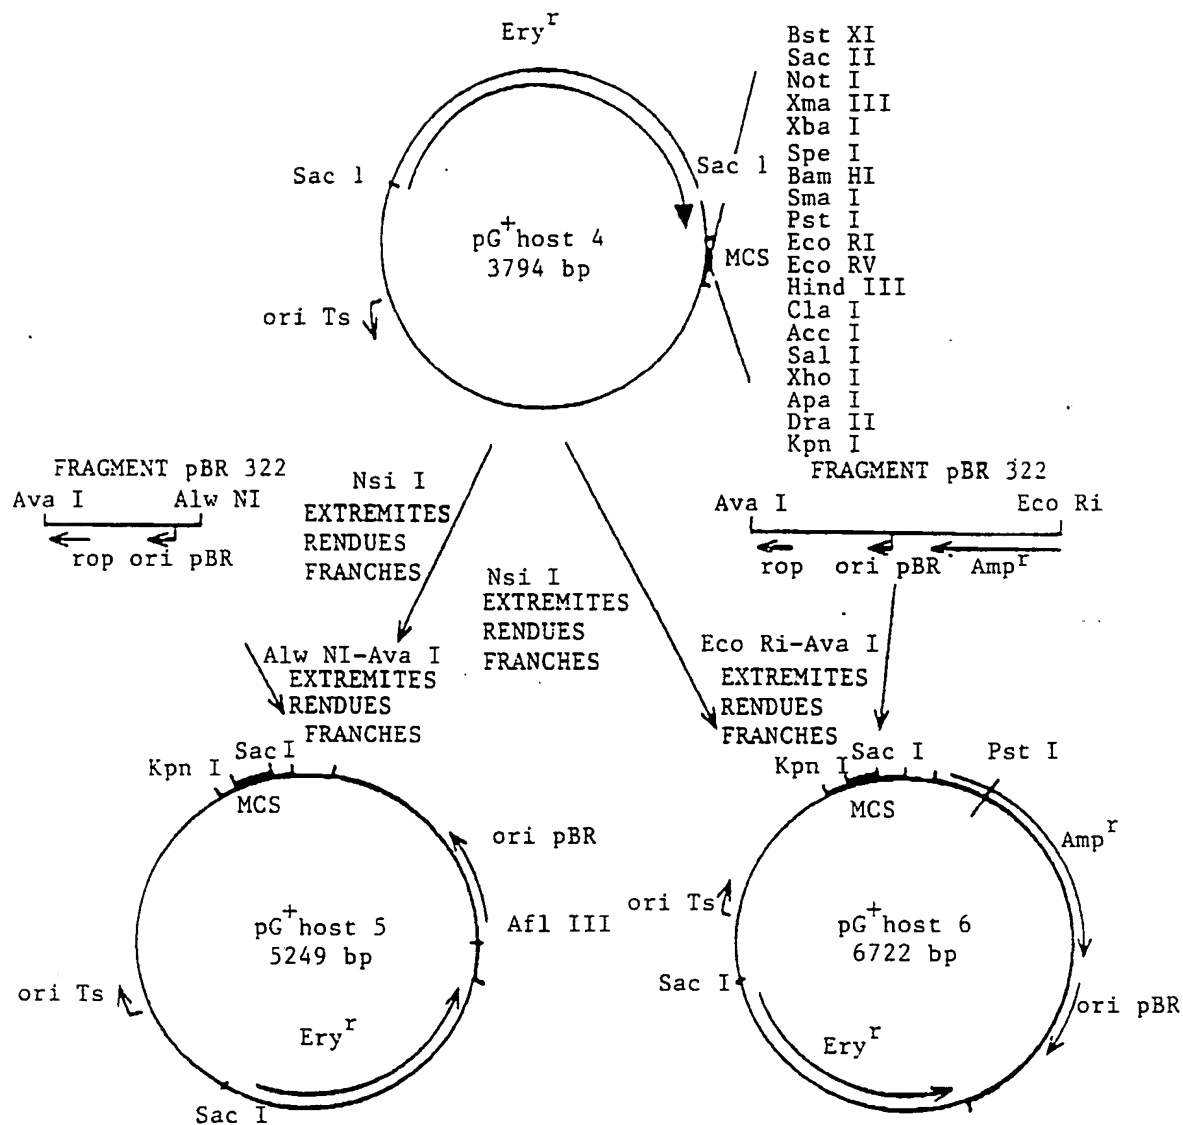 Ery^r
Bst XI
Sac II
Not I
Xma III
Xba I
Spe I
Bam HI
Sma I
Pst I
Eco RI
Eco RV
Hind III
Cla I
Acc I
Sal I
Xho I
Apa I
Dra II
Kpn I
Sac l
Sac l
pG^+host 4
3794 bp
MCS
ori Ts
FRAGMENT pBR 322
Ava I
Alw NI
rop ori pBR
Nsi I
EXTREMITES
RENDUES
FRANCHES
Nsi I
EXTREMITES
RENDUES
FRANCHES
FRAGMENT pBR 322
Ava I
Eco Ri
rop ori pBR Amp^r
Alw NI-Ava I
EXTREMITES
RENDUES
FRANCHES
Eco Ri-Ava I
EXTREMITES
RENDUES
FRANCHES
Kpn I
Sac I
MCS
ori pBR
Afl III
pG^+host 5
5249 bp
ori Ts
Ery^r
Sac I
Kpn I
Sac I
Pst I
MCS
Amp^r
ori Ts
pG^+host 6
6722 bp
Sac I
ori pBR
Ery^r